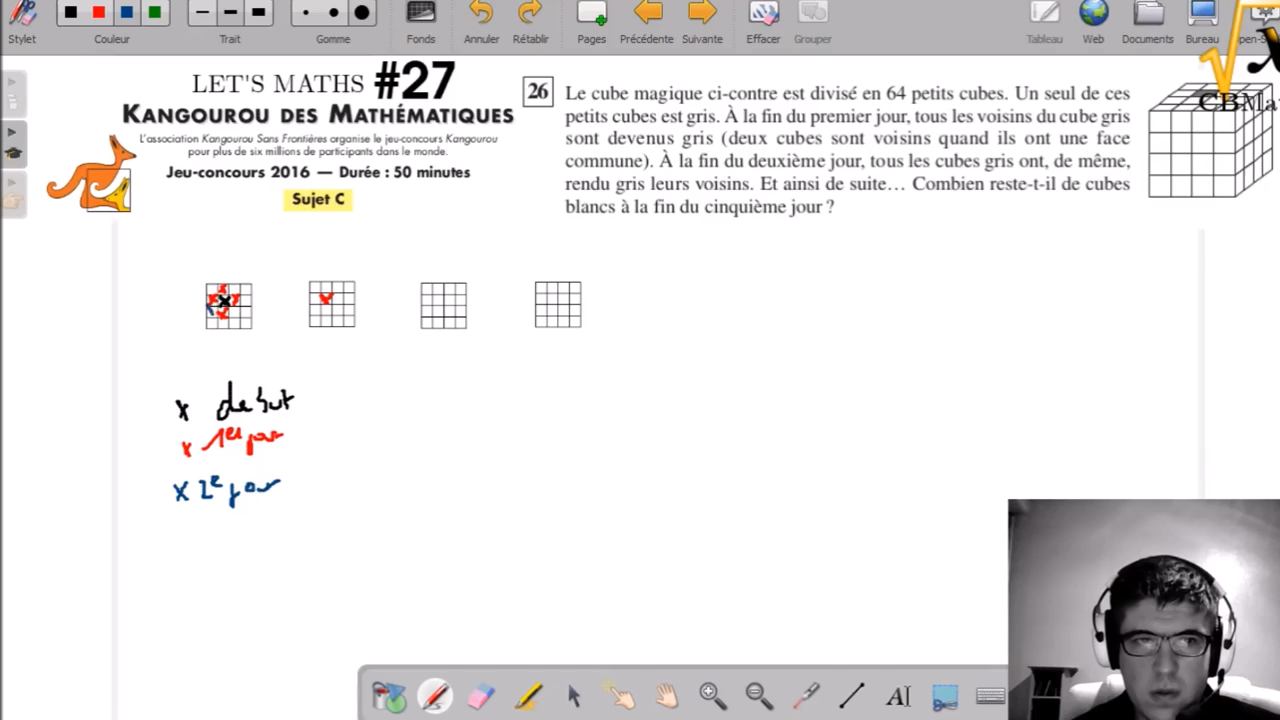 Stylet
Couleur
Trait
Gomme
Fonds
Annuler
Rétablir
Pages
Précédente
Suivante
Effacer
Grouper
Tableau
Web
Documents
Bureau
LET'S MATHS #27
KANGOUROU DES MATHÉMATIQUES
L'association Kangourou Sans Frontières organise le jeu-concours Kangourou
pour plus de six millions de participants dans le monde.
Jeu-concours 2016 — Durée : 50 minutes
Sujet C
26
Le cube magique ci-contre est divisé en 64 petits cubes. Un seul de ces
petits cubes est gris. À la fin du premier jour, tous les voisins du cube gris
sont devenus gris (deux cubes sont voisins quand ils ont une face
commune). À la fin du deuxième jour, tous les cubes gris ont, de même,
rendu gris leurs voisins. Et ainsi de suite… Combien reste-t-il de cubes
blancs à la fin du cinquième jour ?
x debut
x 1er jour
x 2e jour
AI